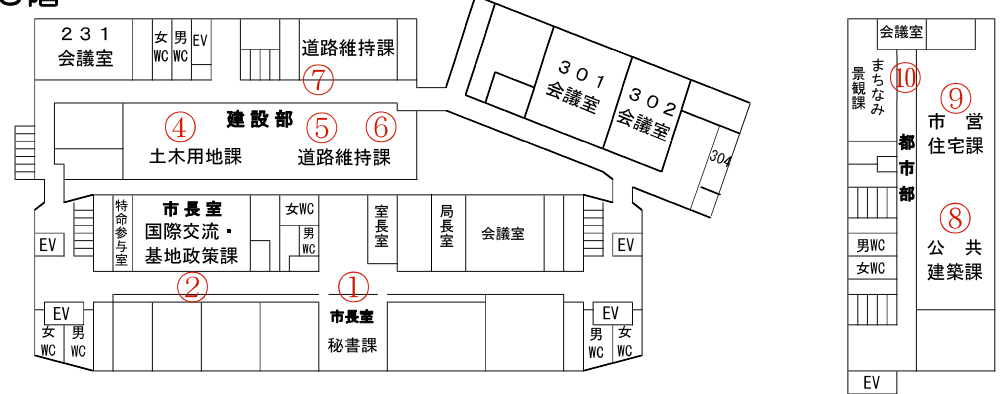 231
会議室
女
WC
男
WC
EV
道路維持課
⑦
301
会議室
302
会議室
304
建設部
④
⑤
⑥
土木用地課
道路維持課
特命参与室
市長室
国際交流・
基地政策課
女WC
男
WC
室長室
局長室
会議室
EV
EV
②
①
市長室
秘書課
EV
女
WC
男
WC
EV
男
WC
女
WC
会議室
まちなみ
景観課
⑩
⑨
市　営
住宅課
都市部
⑧
公　共
建築課
男WC
女WC
EV